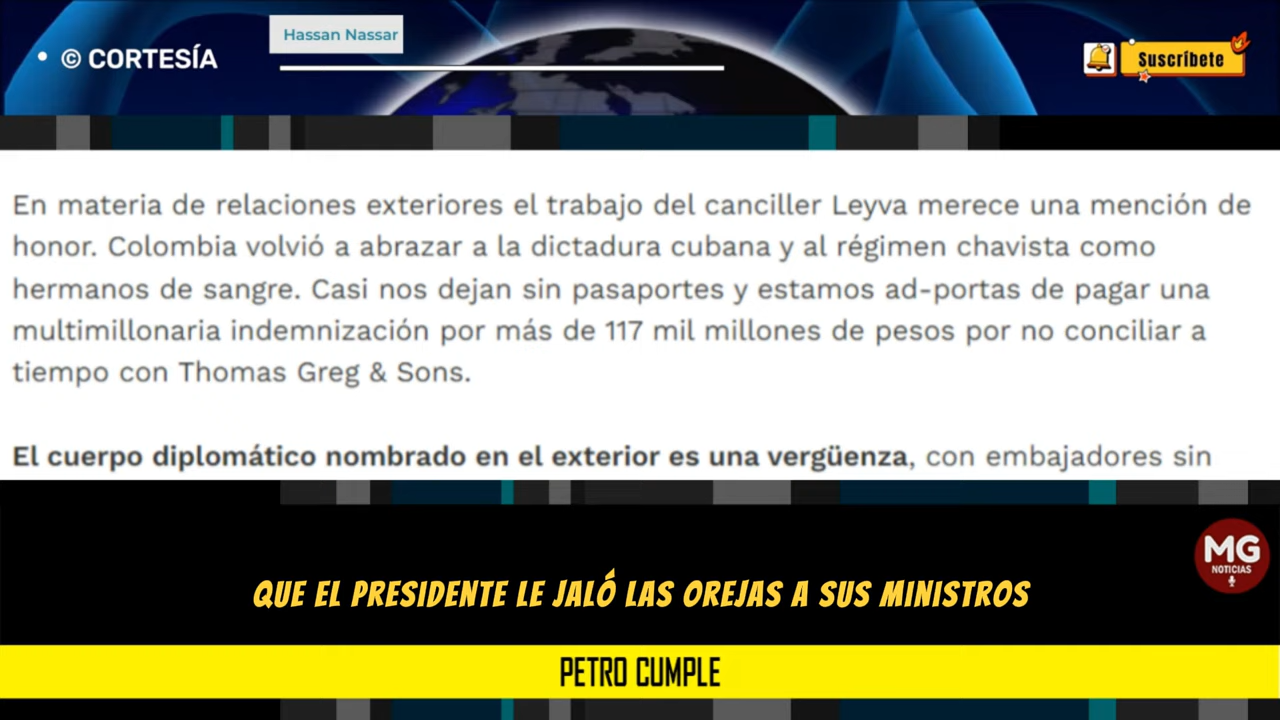 Hassan Nassar
• © CORTESÍA
Suscríbete
En materia de relaciones exteriores el trabajo del canciller Leyva merece una mención de
honor. Colombia volvió a abrazar a la dictadura cubana y al régimen chavista como
hermanos de sangre. Casi nos dejan sin pasaportes y estamos ad-portas de pagar una
multimillonaria indemnización por más de 117 mil millones de pesos por no conciliar a
tiempo con Thomas Greg & Sons.
El cuerpo diplomático nombrado en el exterior es una vergüenza, con embajadores sin
MG
NOTICIAS
QUE EL PRESIDENTE LE JALÓ LAS OREJAS A SUS MINISTROS
PETRO CUMPLE